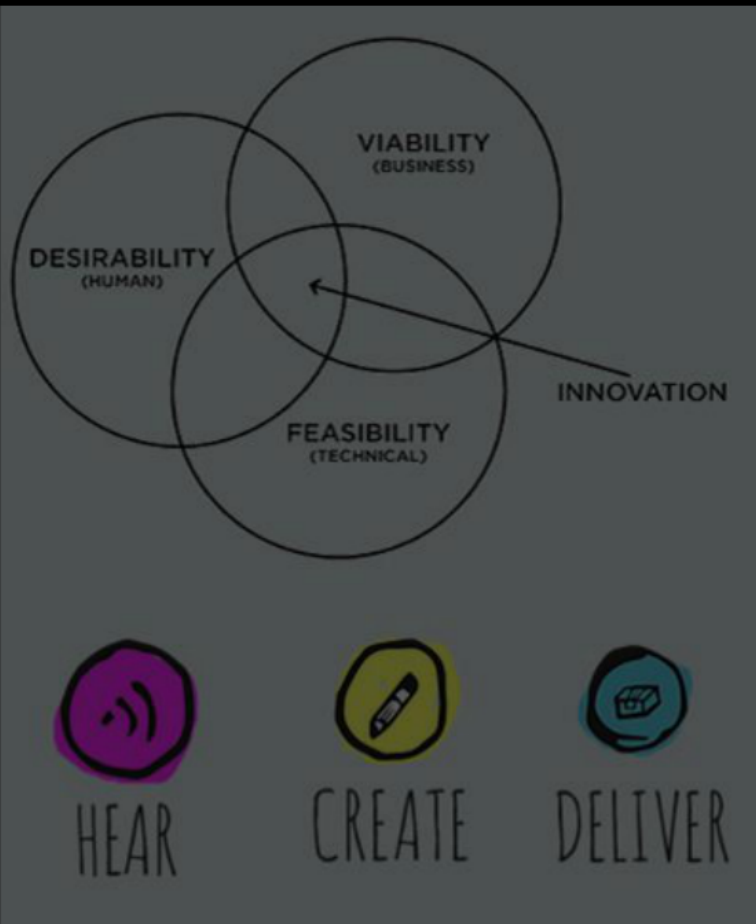 VIABILITY
(BUSINESS)
DESIRABILITY
(HUMAN)
INNOVATION
FEASIBILITY
(TECHNICAL)
HEAR
CREATE
DELIVER